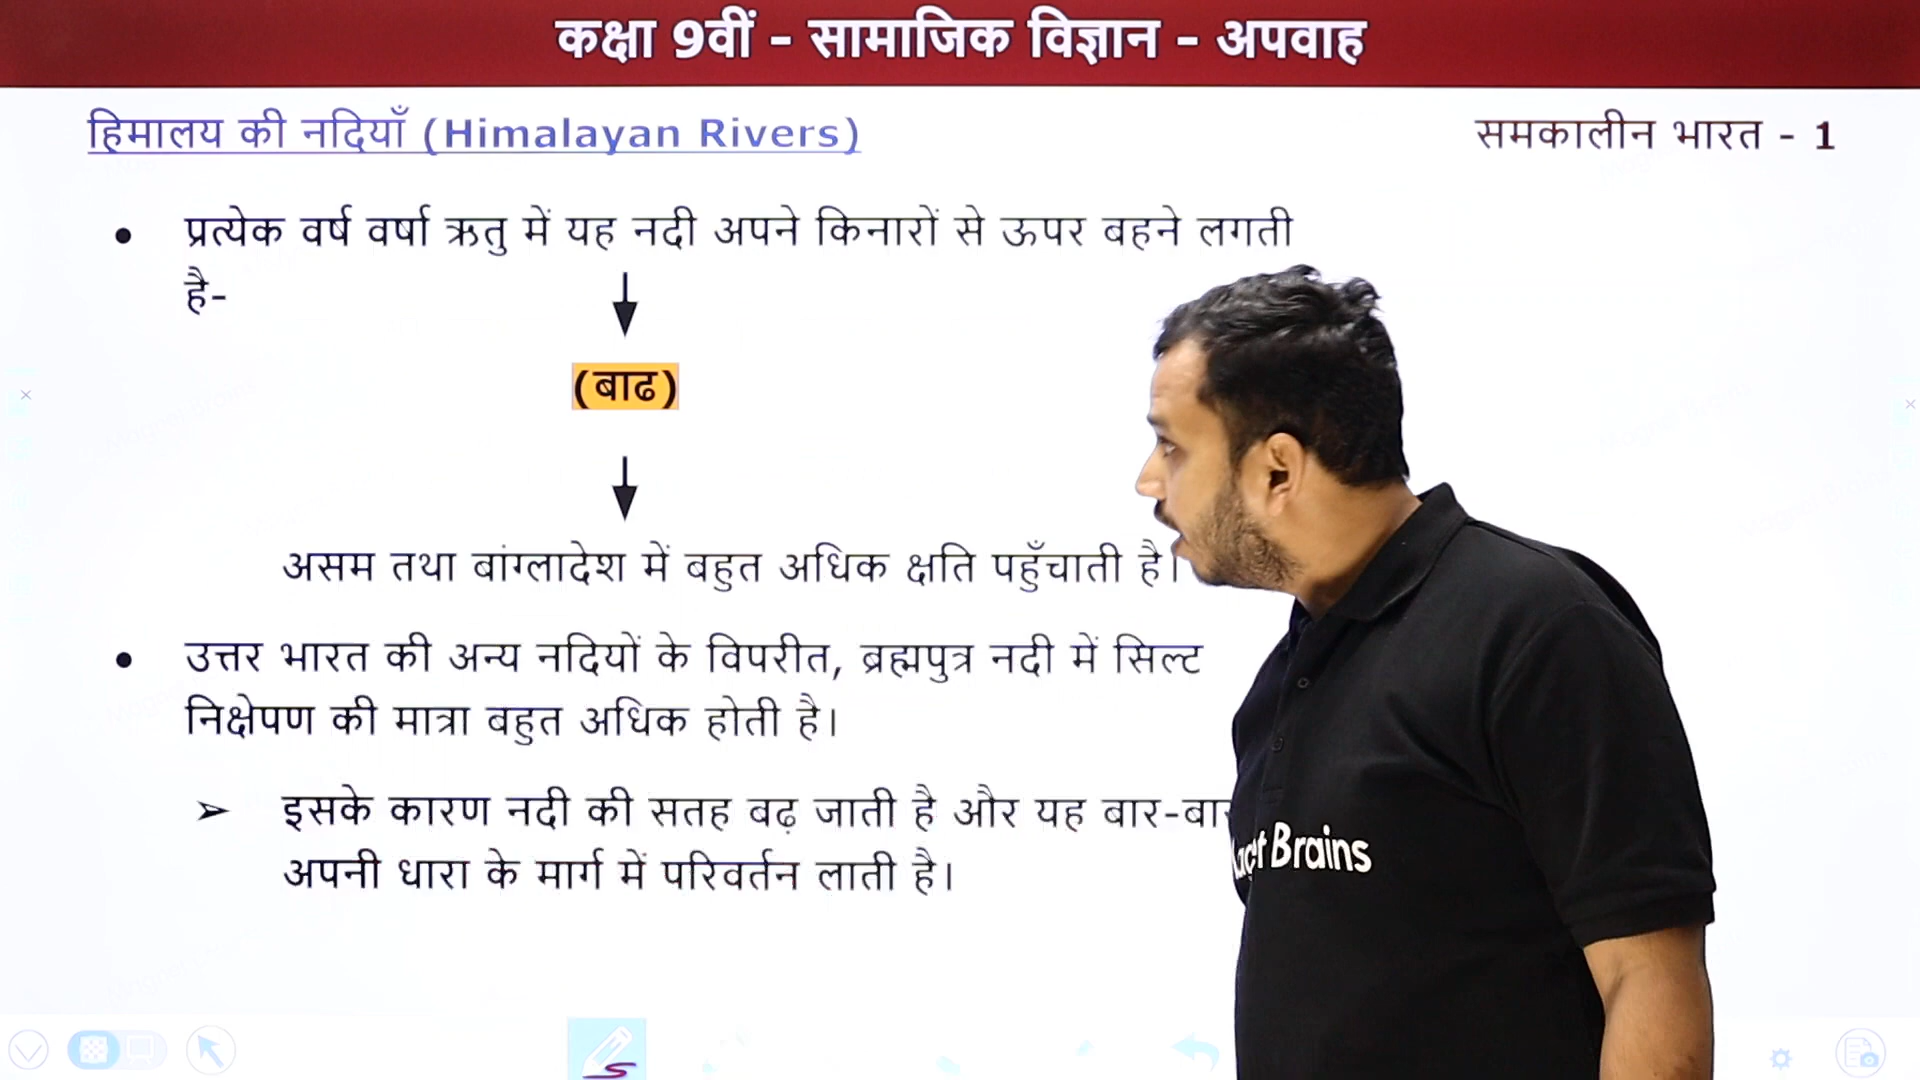 कक्षा 9वीं - सामाजिक विज्ञान - अपवाह
हिमालय की नदियाँ (Himalayan Rivers)
समकालीन भारत - 1
• प्रत्येक वर्ष वर्षा ऋतु में यह नदी अपने किनारों से ऊपर बहने लगती
है-
(बाढ)
असम तथा बांग्लादेश में बहुत अधिक क्षति पहुँचाती है।
• उत्तर भारत की अन्य नदियों के विपरीत, ब्रह्मपुत्र नदी में सिल्ट
निक्षेपण की मात्रा बहुत अधिक होती है।
➢ इसके कारण नदी की सतह बढ़ जाती है और यह बार-बार
अपनी धारा के मार्ग में परिवर्तन लाती है।
Brains